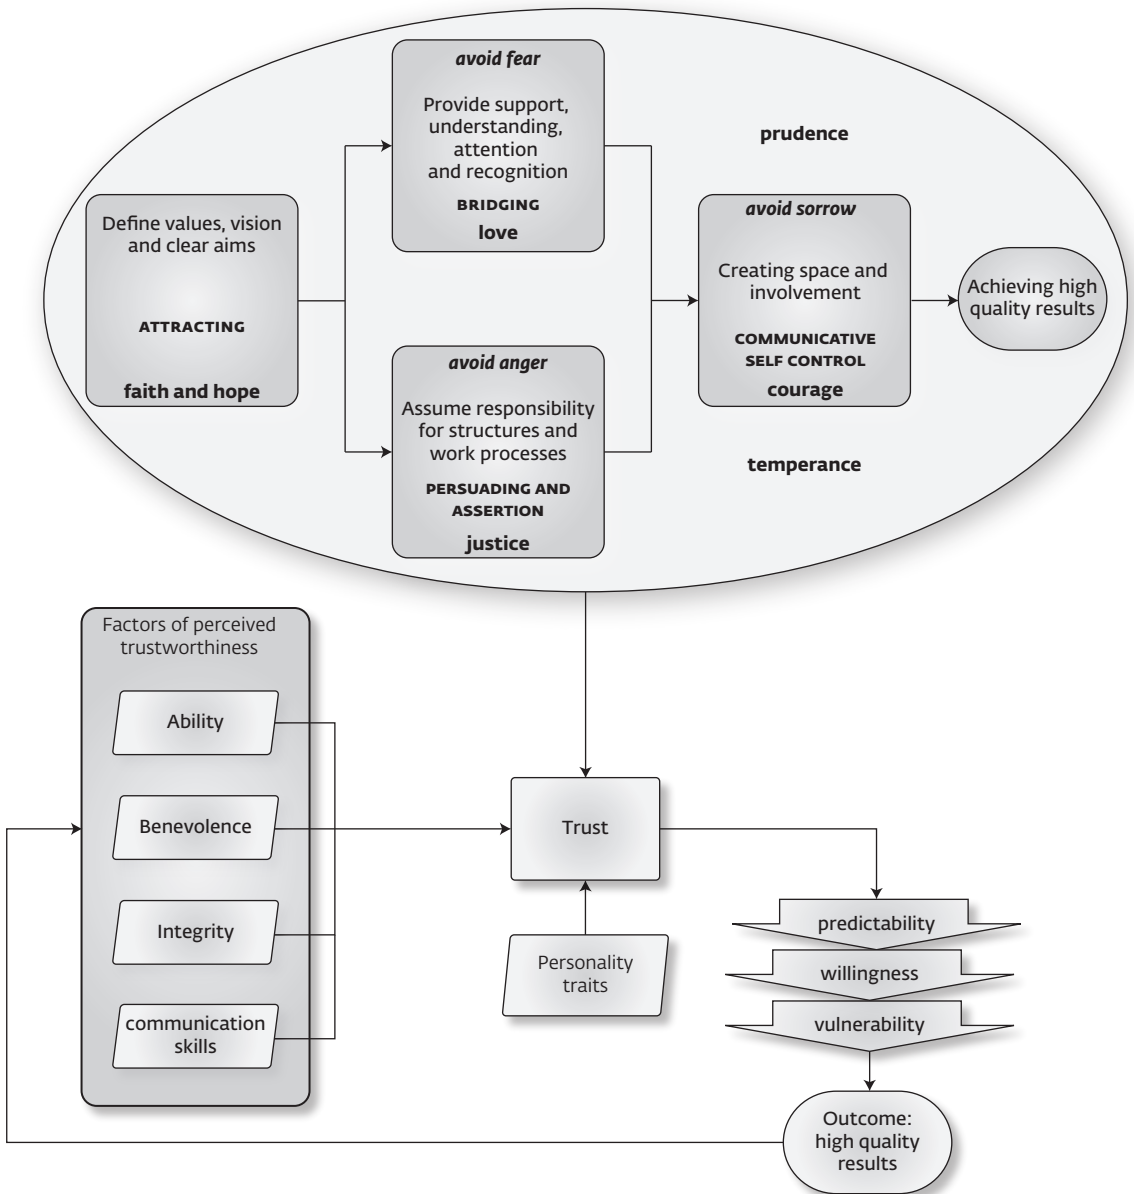 avoid fear
Provide support,
understanding,
attention
and recognition
BRIDGING
love
prudence
Define values, vision
and clear aims
ATTRACTING
faith and hope
avoid sorrow
Creating space and
involvement
COMMUNICATIVE
SELF CONTROL
courage
Achieving high
quality results
avoid anger
Assume responsibility
for structures and
work processes
PERSUADING AND
ASSERTION
justice
temperance
Factors of perceived
trustworthiness
Ability
Benevolence
Integrity
communication
skills
Trust
Personality
traits
predictability
willingness
vulnerability
Outcome:
high quality
results